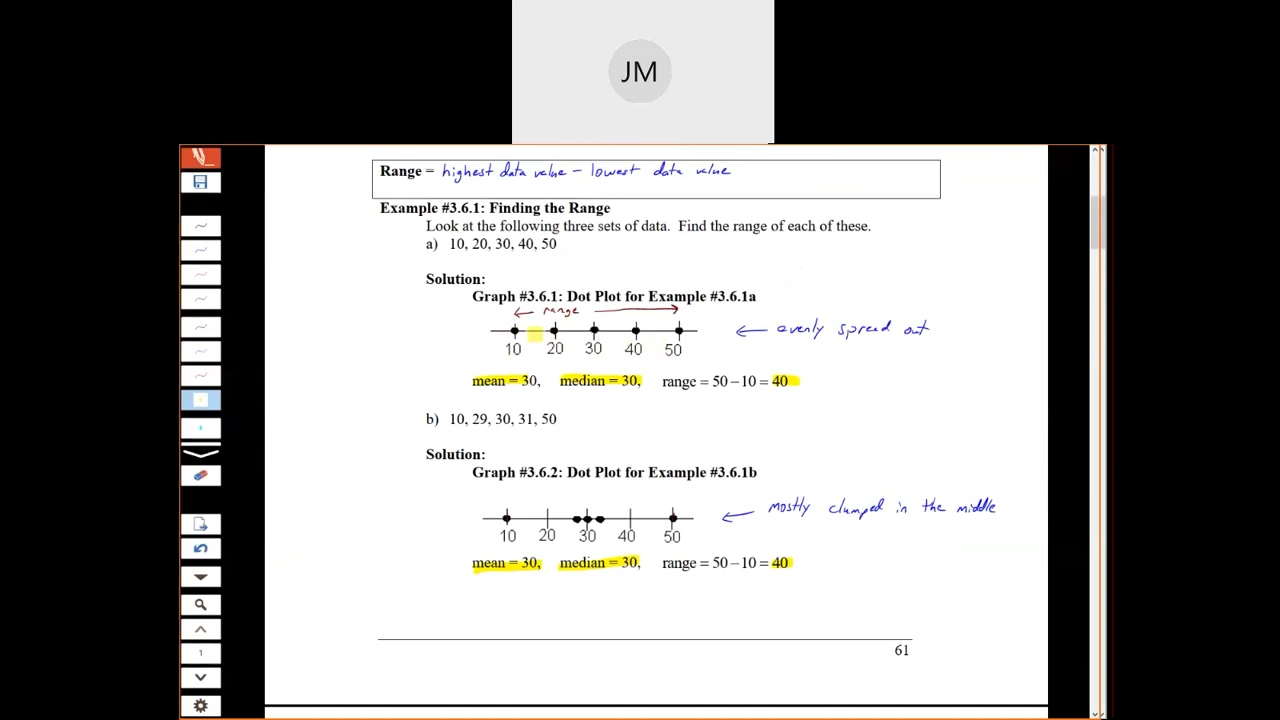 JM
Range = highest data value - lowest data value
Example #3.6.1: Finding the Range
Look at the following three sets of data. Find the range of each of these.
a) 10, 20, 30, 40, 50
Solution:
Graph #3.6.1: Dot Plot for Example #3.6.1a
range
evenly spread out
10 20 30 40 50
mean = 30, median = 30, range = 50 – 10 = 40
b) 10, 29, 30, 31, 50
Solution:
Graph #3.6.2: Dot Plot for Example #3.6.1b
mostly clumped in the middle
10 20 30 40 50
mean = 30, median = 30, range = 50 – 10 = 40
61
1